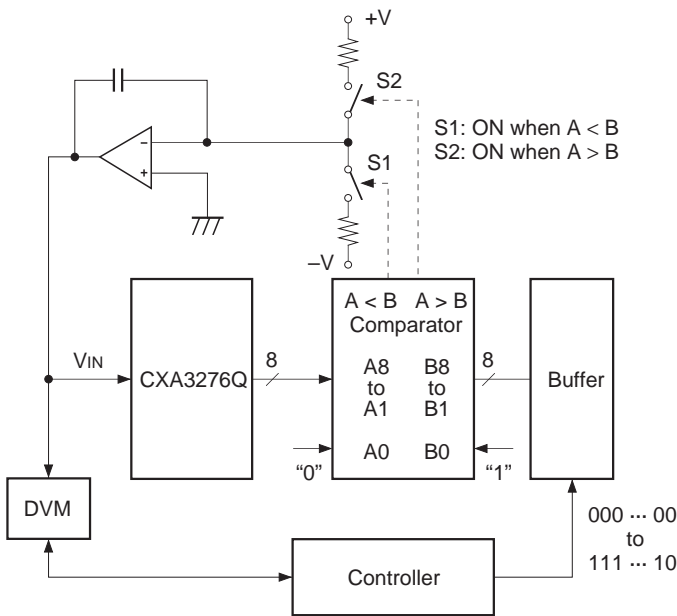 +V
S2
S1: ON when A < B
S2: ON when A > B
–
+
S1
–V
A < B A > B
Comparator
VIN
CXA3276Q
8
A8 B8
to to
A1 B1
8
Buffer
A0 B0
“0”
“1”
DVM
000 ··· 00
to
111 ··· 10
Controller